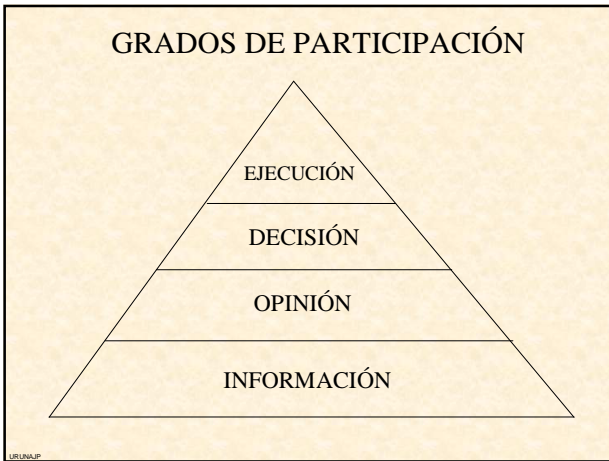 GRADOS DE PARTICIPACIÓN
EJECUCIÓN
DECISIÓN
OPINIÓN
INFORMACIÓN
URUNAJP